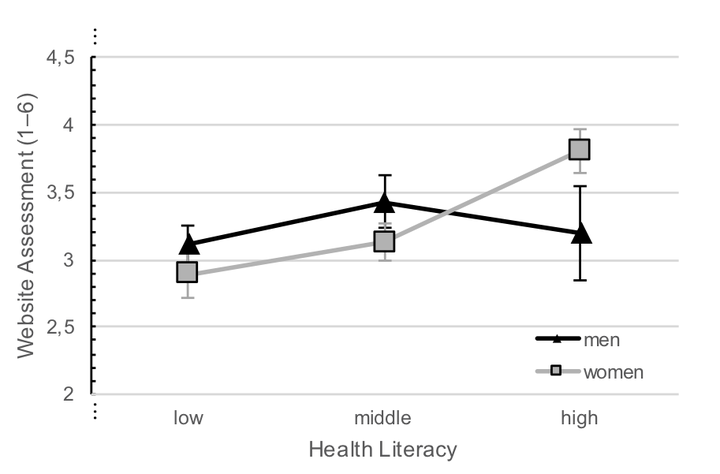 Website Assessment (1–6)
4,5
4
3,5
3
2,5
2
men
women
low middle high
Health Literacy